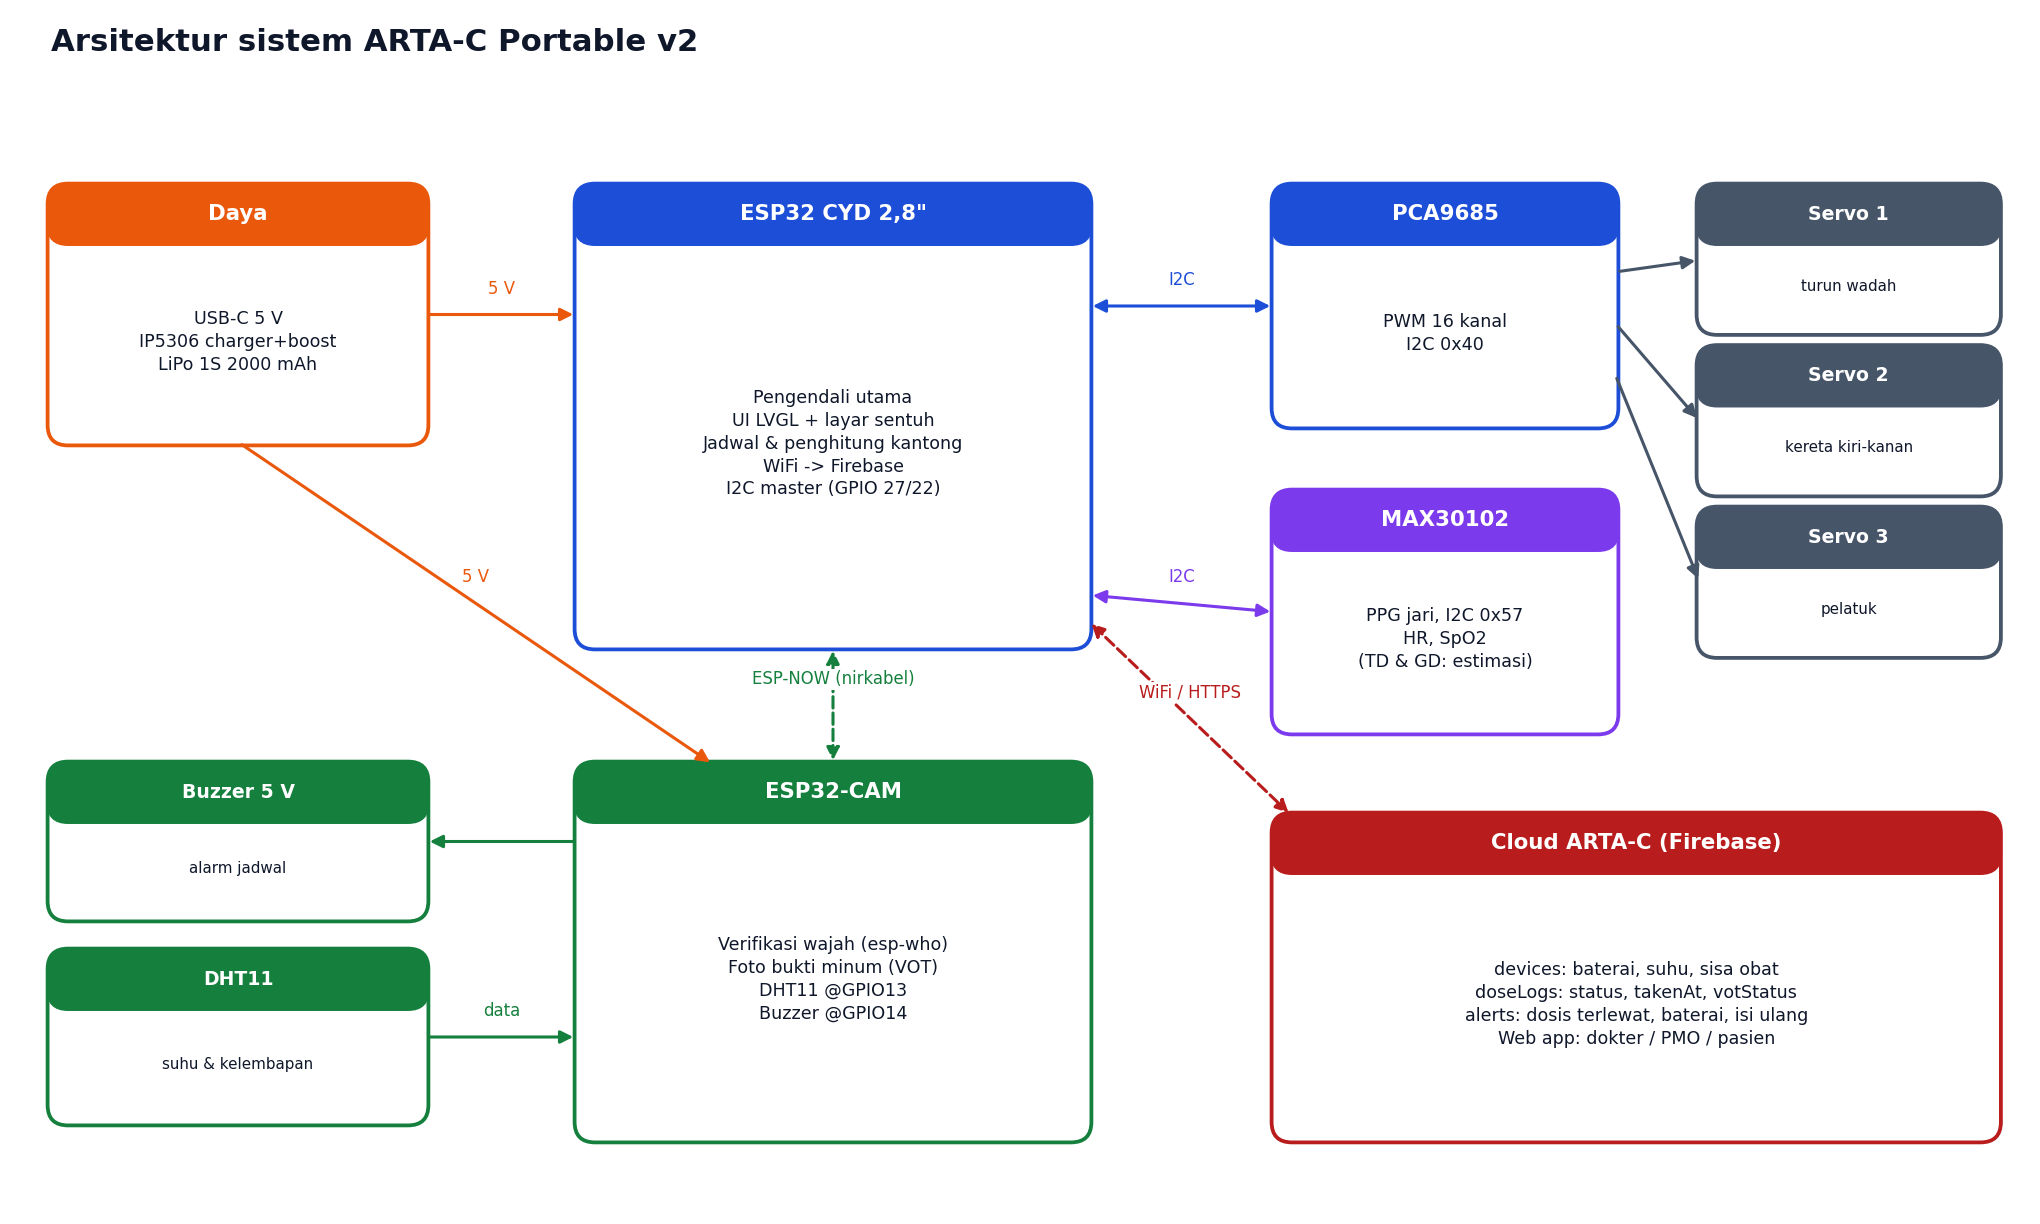 Arsitektur sistem ARTA-C Portable v2
Daya
USB-C 5 V
IP5306 charger+boost
LiPo 1S 2000 mAh
5 V
ESP32 CYD 2,8"
Pengendali utama
UI LVGL + layar sentuh
Jadwal & penghitung kantong
WiFi -> Firebase
I2C master (GPIO 27/22)
I2C
PCA9685
PWM 16 kanal
I2C 0x40
Servo 1
turun wadah
Servo 2
kereta kiri-kanan
Servo 3
pelatuk
5 V
I2C
MAX30102
PPG jari, I2C 0x57
HR, SpO2
(TD & GD: estimasi)
ESP-NOW (nirkabel)
WiFi / HTTPS
Buzzer 5 V
alarm jadwal
DHT11
suhu & kelembapan
data
ESP32-CAM
Verifikasi wajah (esp-who)
Foto bukti minum (VOT)
DHT11 @GPIO13
Buzzer @GPIO14
Cloud ARTA-C (Firebase)
devices: baterai, suhu, sisa obat
doseLogs: status, takenAt, votStatus
alerts: dosis terlewat, baterai, isi ulang
Web app: dokter / PMO / pasien